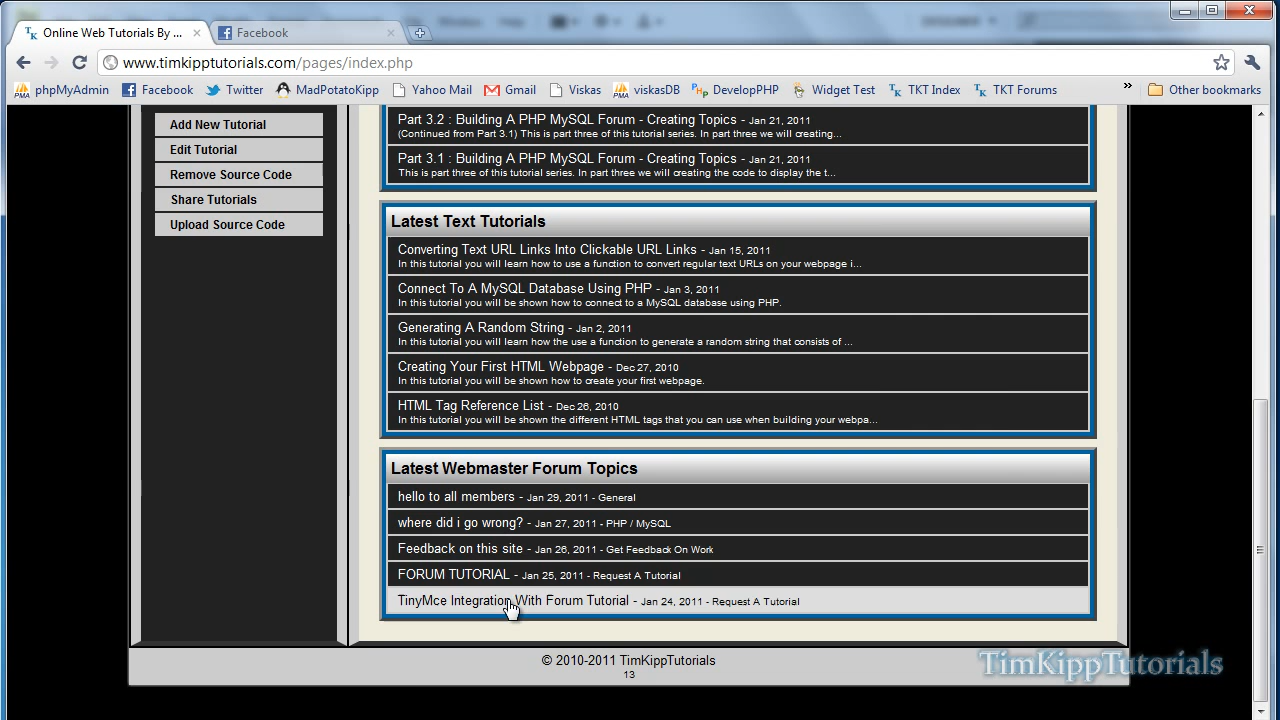 Online Web Tutorials By ...
Facebook
www.timkipptutorials.com/pages/index.php
phpMyAdmin Facebook Twitter MadPotatoKipp Yahoo Mail Gmail Viskas viskasDB DevelopPHP Widget Test TKT Index TKT Forums » Other bookmarks
Add New Tutorial
Edit Tutorial
Remove Source Code
Share Tutorials
Upload Source Code
Part 3.2 : Building A PHP MySQL Forum - Creating Topics - Jan 21, 2011
(Continued from Part 3.1) This is part three of this tutorial series. In part three we will creating...
Part 3.1 : Building A PHP MySQL Forum - Creating Topics - Jan 21, 2011
This is part three of this tutorial series. In part three we will creating the code to display the t...
Latest Text Tutorials
Converting Text URL Links Into Clickable URL Links - Jan 15, 2011
In this tutorial you will learn how to use a function to convert regular text URLs on your webpage i...
Connect To A MySQL Database Using PHP - Jan 3, 2011
In this tutorial you will be shown how to connect to a MySQL database using PHP.
Generating A Random String - Jan 2, 2011
In this tutorial you will learn how the use a function to generate a random string that consists of ...
Creating Your First HTML Webpage - Dec 27, 2010
In this tutorial you will be shown how to create your first webpage.
HTML Tag Reference List - Dec 26, 2010
In this tutorial you will be shown the different HTML tags that you can use when building your webpa...
Latest Webmaster Forum Topics
hello to all members - Jan 29, 2011 - General
where did i go wrong? - Jan 27, 2011 - PHP / MySQL
Feedback on this site - Jan 26, 2011 - Get Feedback On Work
FORUM TUTORIAL - Jan 25, 2011 - Request A Tutorial
TinyMce Integration With Forum Tutorial - Jan 24, 2011 - Request A Tutorial
© 2010-2011 TimKippTutorials
13
TimKippTutorials